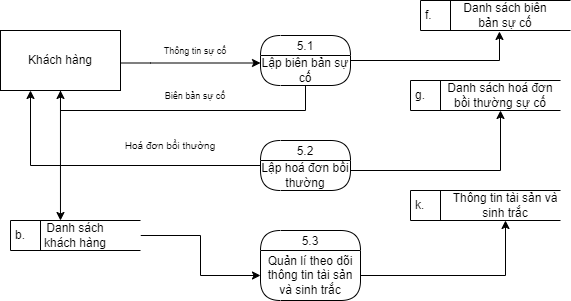 f.
Danh sách biên
bản sự cố
Khách hàng
Thông tin sự cố
5.1
Lập biên bản sự
cố
Biên bản sự cố
g.
Danh sách hoá đơn
bồi thường sự cố
Hoá đơn bồi thường
5.2
Lập hoá đơn bồi
thường
k.
Thông tin tài sản và
sinh trắc
b.
Danh sách
khách hàng
5.3
Quản lí theo dõi
thông tin tài sản
và sinh trắc